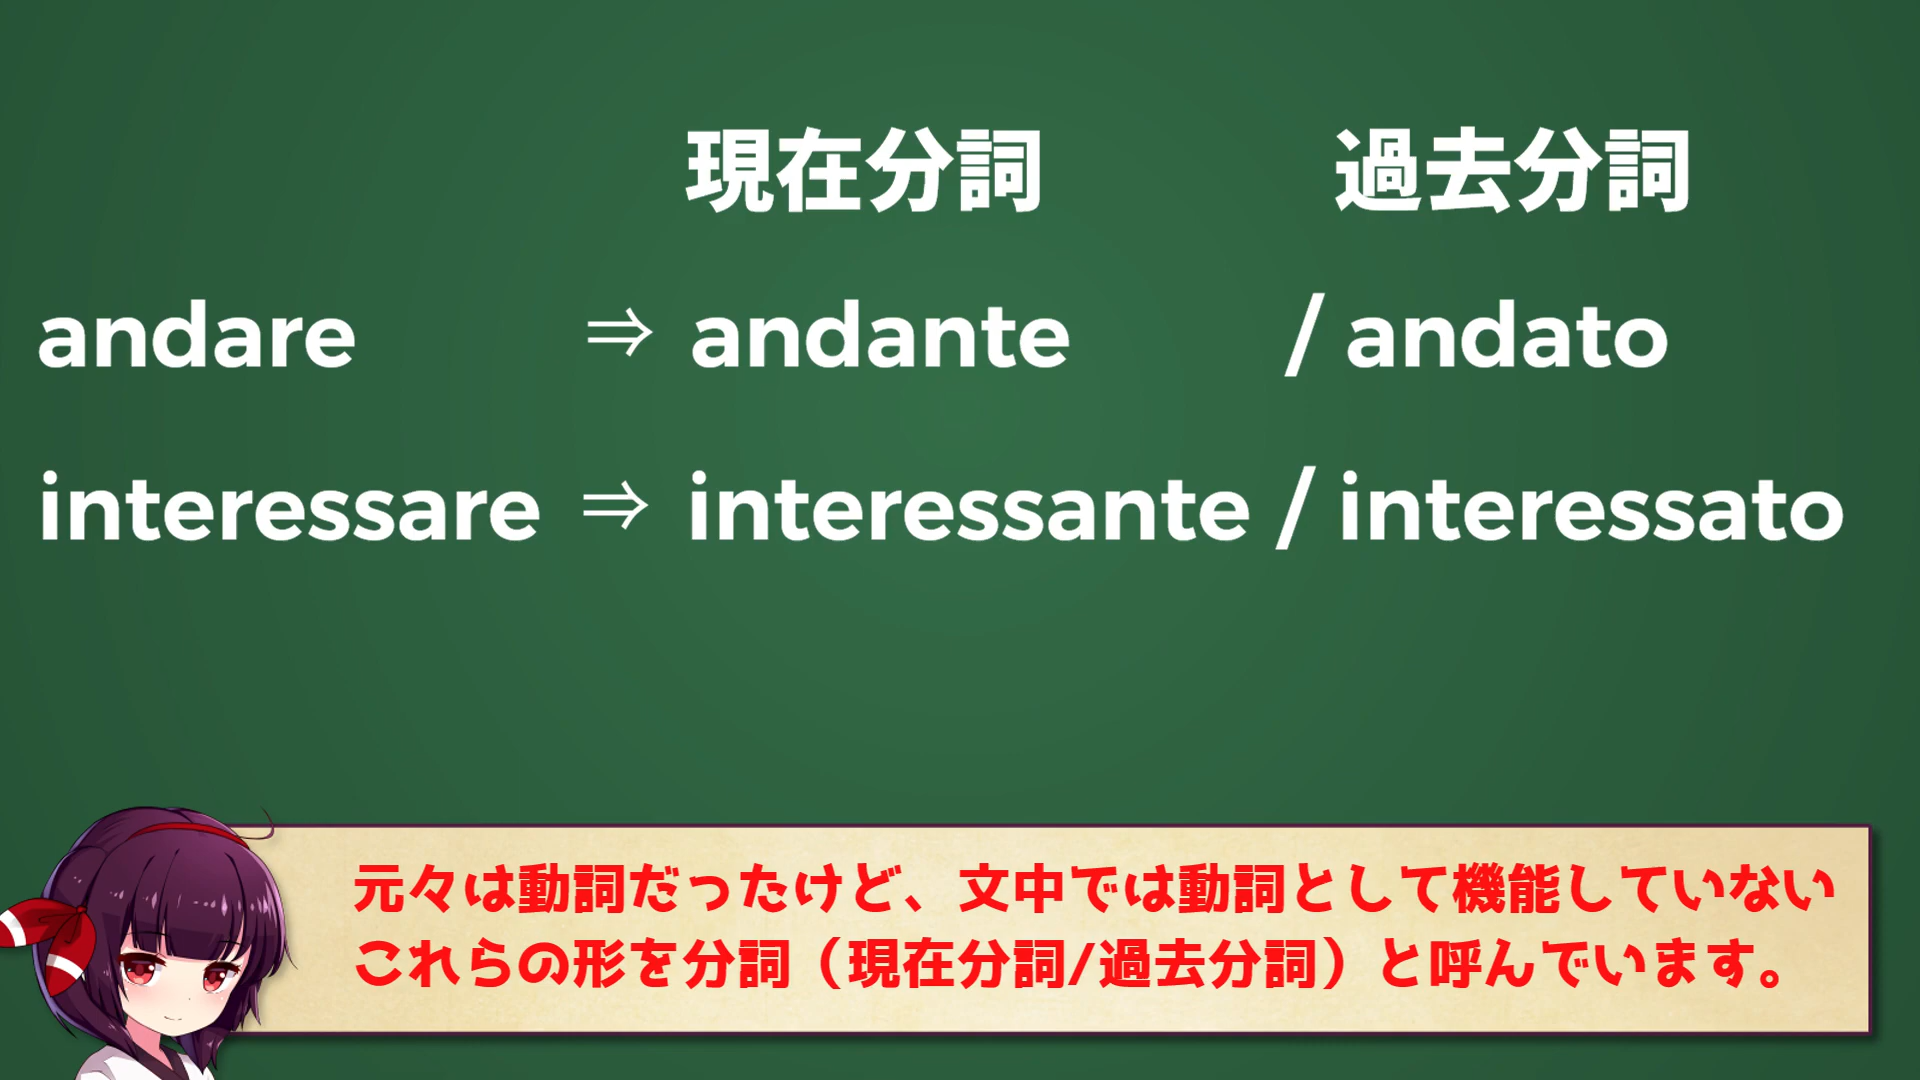 現在分詞 過去分詞
andare ⇒ andante / andato
interessare ⇒ interessante / interessato
元々は動詞だったけど、文中では動詞として機能していない
これらの形を分詞（現在分詞/過去分詞）と呼んでいます。